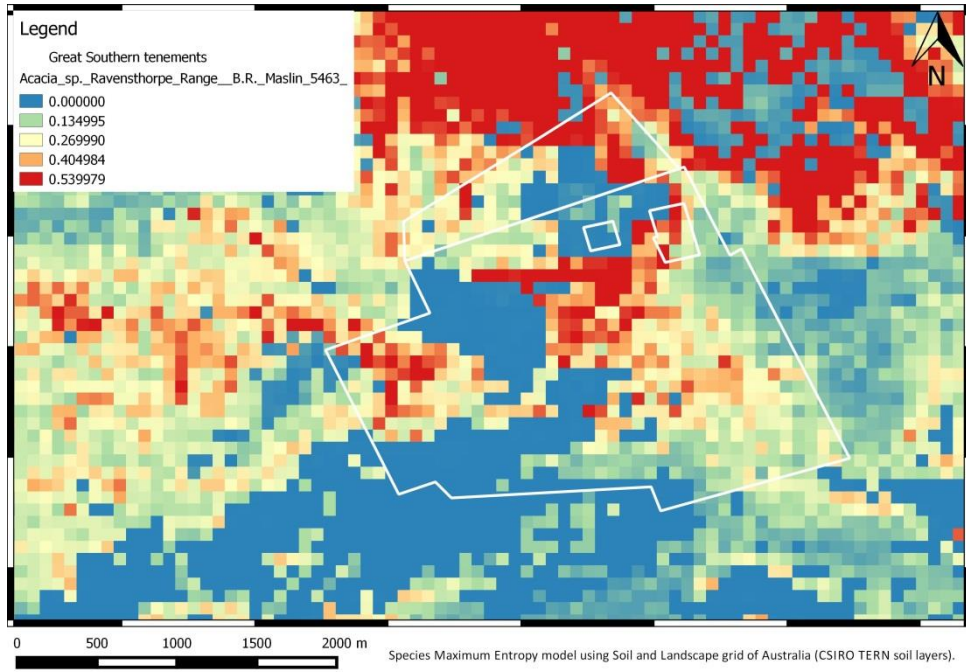 Legend
Great Southern tenements
Acacia_sp._Ravensthorpe_Range__B.R._Maslin_5463_
0.000000
0.134995
0.269990
0.404984
0.539979
N
0 500 1000 1500 2000 m
Species Maximum Entropy model using Soil and Landscape grid of Australia (CSIRO TERN soil layers).